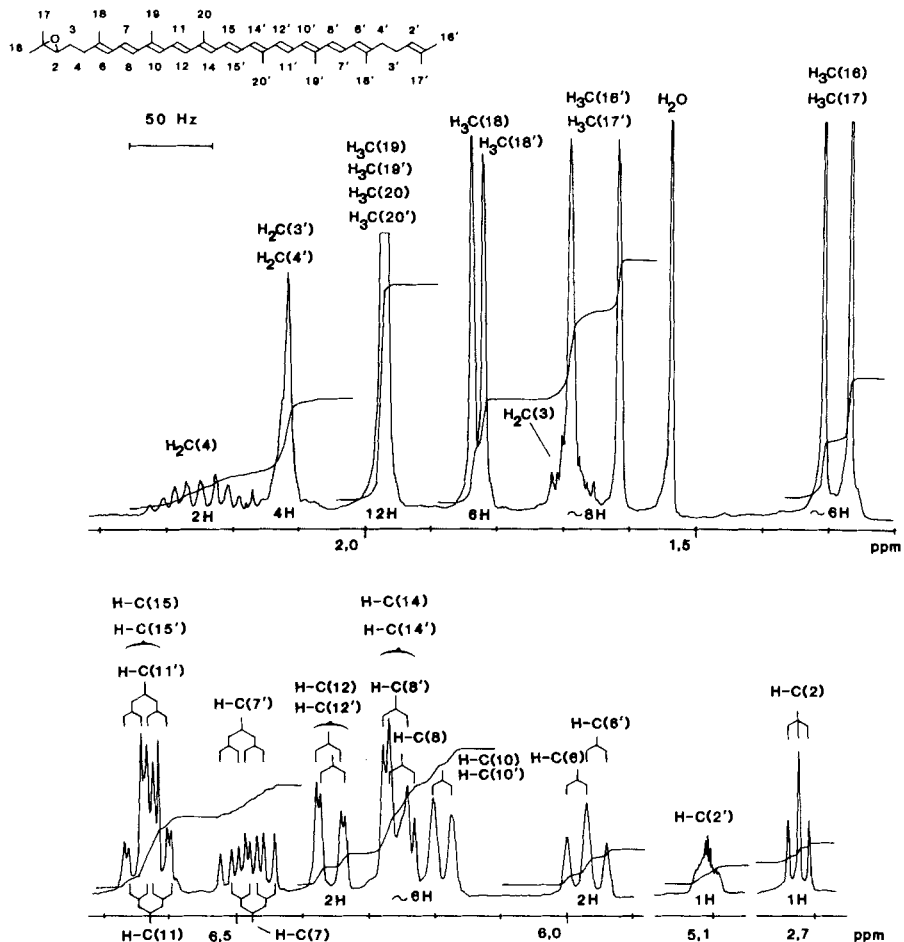 17 3 18 7 19 11 20 15 14' 12' 10' 8' 6' 4' 2' 16'
O
16 2 4 6 8 10 12 14 15' 20' 11' 19' 7' 18' 3' 17'
50 Hz
H2C(4)
H2C(3')
H2C(4')
H3C(19)
H3C(19')
H3C(20)
H3C(20')
H3C(18)
H3C(18')
H2C(3)
H3C(16')
H3C(17')
H2O
H3C(16)
H3C(17)
2H 4H 12H 6H ~8H ~6H
2,0 1,5 ppm
H-C(15)
H-C(15')
H-C(11')
H-C(7')
H-C(12)
H-C(12')
H-C(14)
H-C(14')
H-C(8')
H-C(8)
H-C(10)
H-C(10')
H-C(6)
H-C(6')
H-C(2')
H-C(2)
2H ~6H 2H 1H 1H
H-C(11) 6,5 H-C(7) 6,0 5,1 2,7 ppm